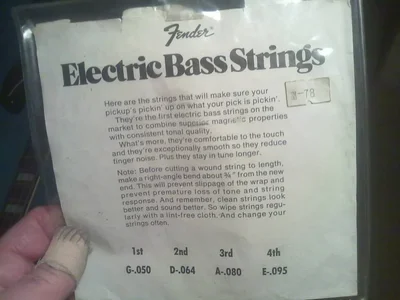 Fender
Electric Bass Strings
Here are the strings that will make sure your
pickup's pickin' up on what your pick is pickin'.
They're the first electric bass strings on the
market to combine superior magnetic properties
with consistent tonal quality.
What's more, they're comfortable to the touch
and they're exceptionally smooth so they reduce
finger noise. Plus they stay in tune longer.
Note: Before cutting a wound string to length,
make a right-angle bend about ¾" from the new
end. This will prevent slippage of the wrap and
prevent premature loss of tone and string
response. And remember, clean strings look
better and sound better. So wipe strings regu-
larly with a lint-free cloth. And change your
strings often.
1st 2nd 3rd 4th
G-.050 D-.064 A-.080 E-.095
-78